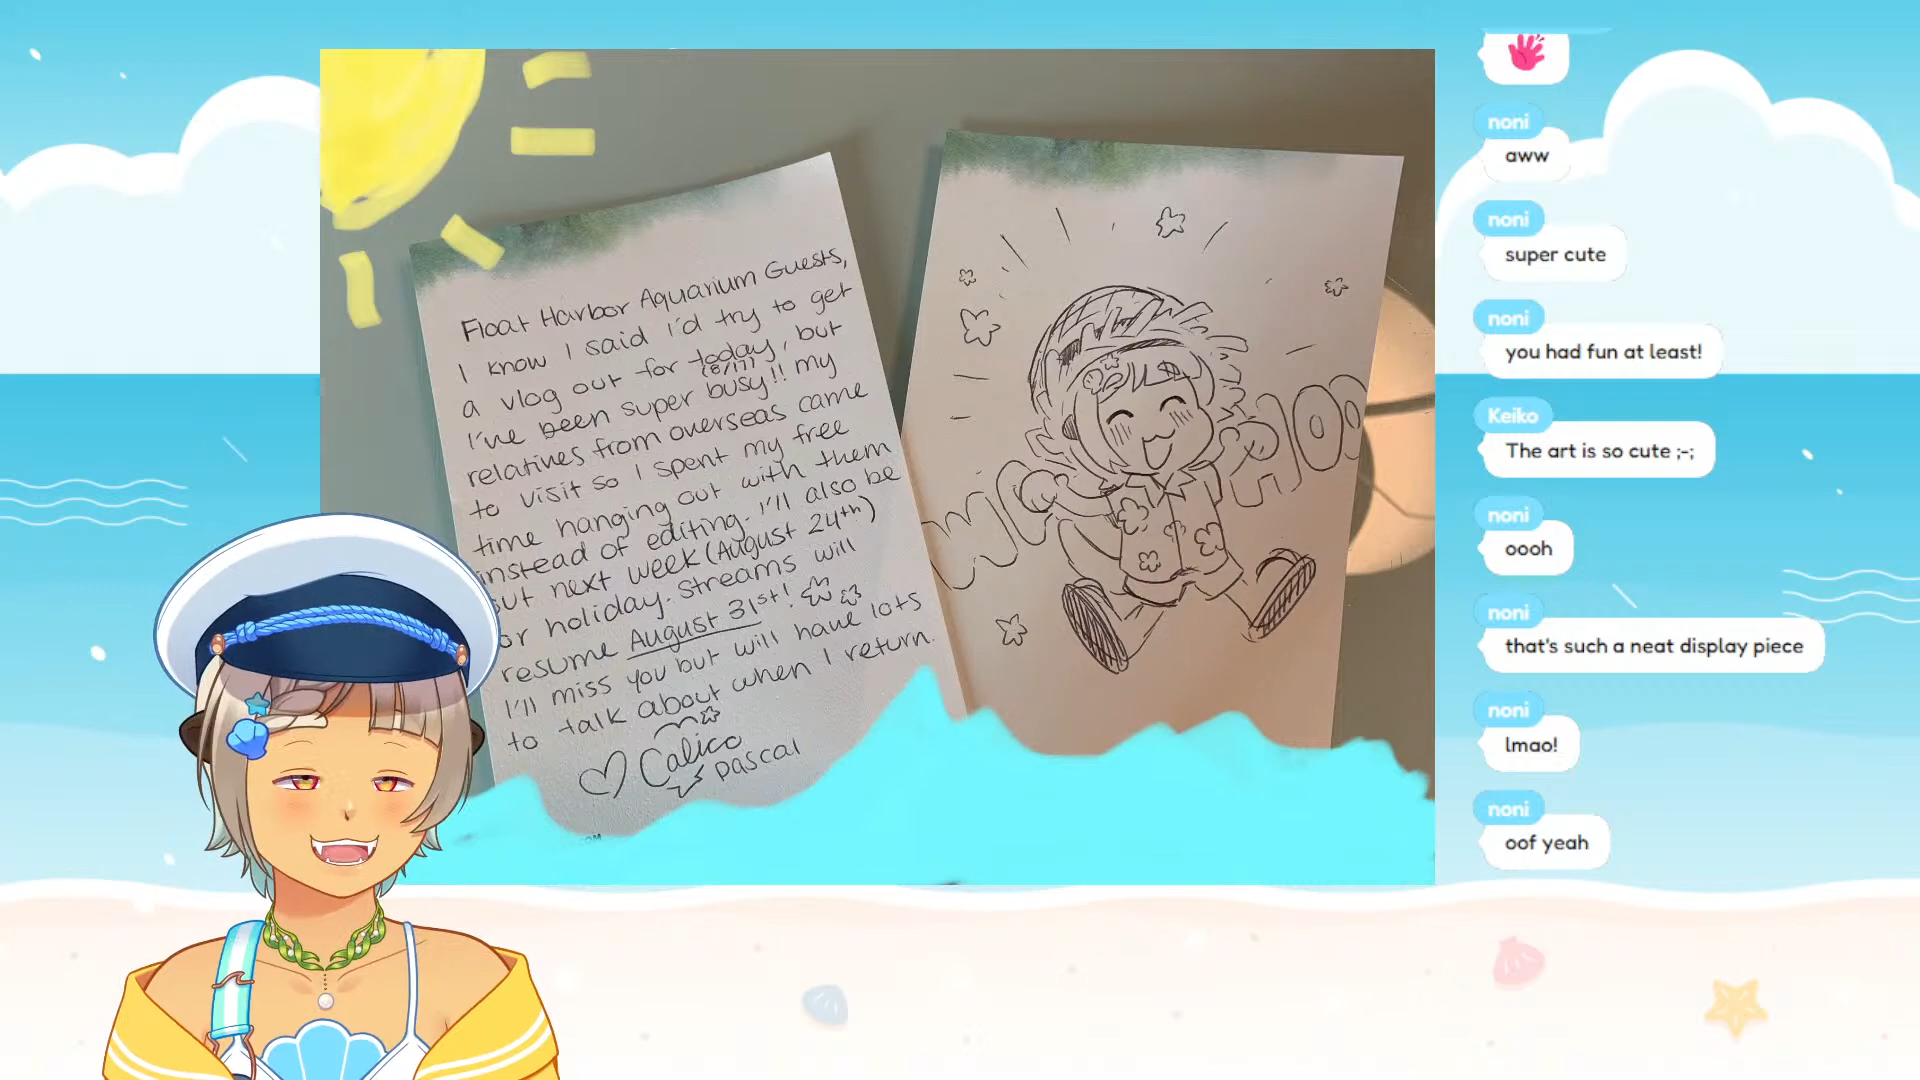 Float Harbor Aquarium Guests,
I know I said I'd try to get
a vlog out for today, but
(8/17)
I've been super busy!! my
relatives from overseas came
to visit so I spent my free
time hanging out with them
instead of editing. I'll also be
out next week (August 24th)
or holiday. Streams will
resume August 31st!
I'll miss you but will have lots
to talk about when I return.
Calico
Pascal
WOO
HOO
noni
aww
noni
super cute
noni
you had fun at least!
Keiko
The art is so cute ;-;
noni
oooh
noni
that's such a neat display piece
noni
lmao!
noni
oof yeah